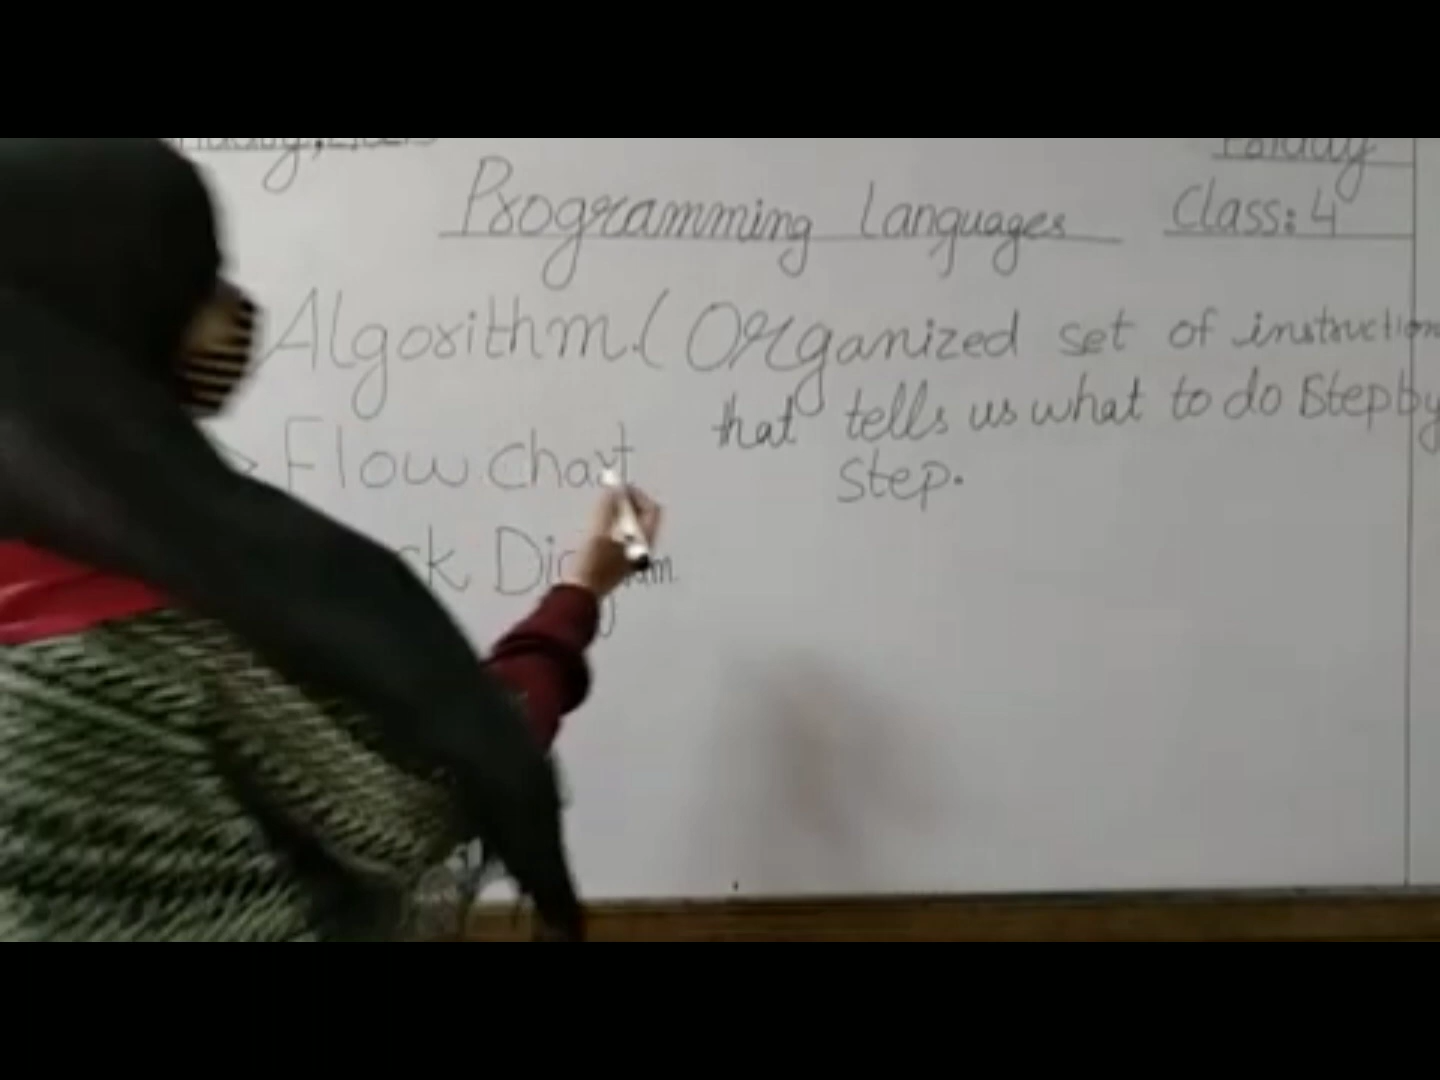 Programming Languages
Class: 4
Algorithm. ( Organized set of instruction
that tells us what to do Step by
Step.
> Flow chart